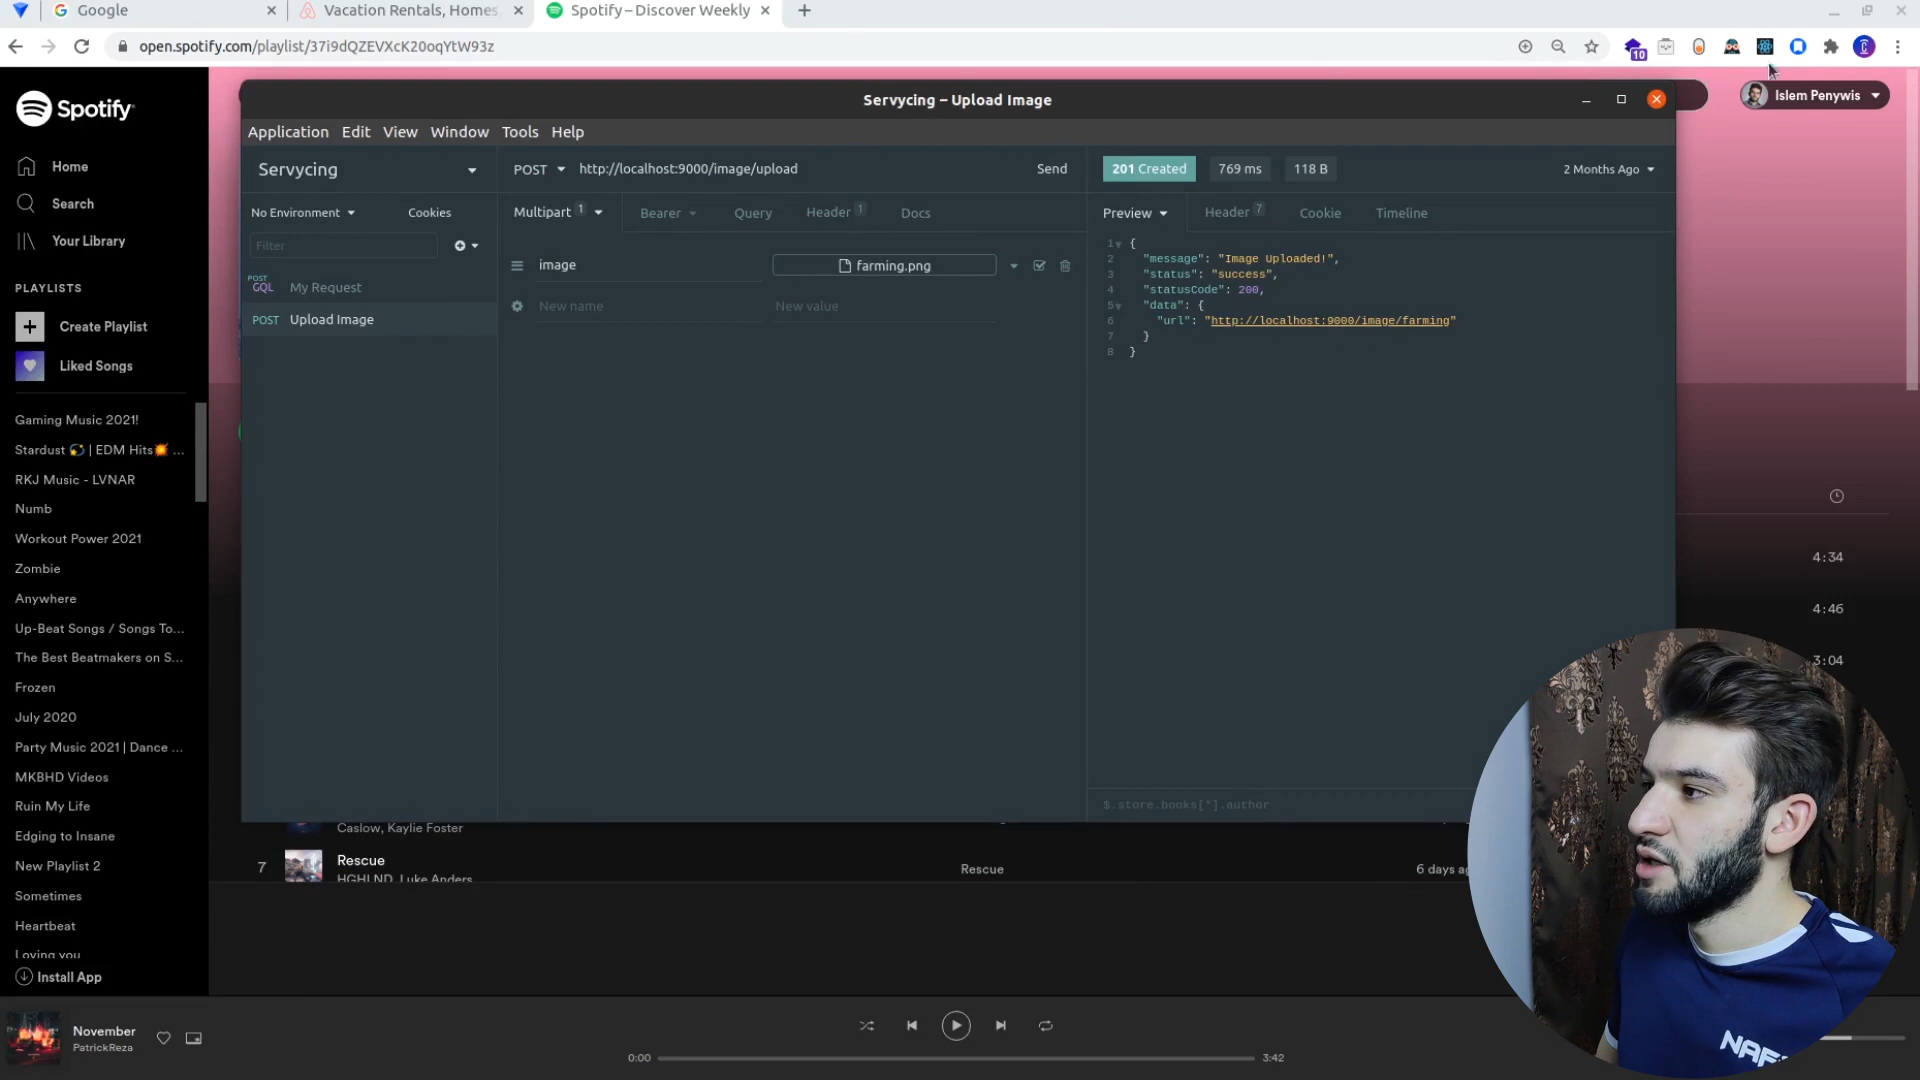 Google
Vacation Rentals, Homes
Spotify – Discover Weekly
open.spotify.com/playlist/37i9dQZEVXcK20oqYtW93z
10
Spotify
Home
Search
Your Library
PLAYLISTS
Create Playlist
Liked Songs
Gaming Music 2021!
Stardust 💫 | EDM Hits💥 ...
RKJ Music - LVNAR
Numb
Workout Power 2021
Zombie
Anywhere
Up-Beat Songs / Songs To...
The Best Beatmakers on S...
Frozen
July 2020
Party Music 2021 | Dance ...
MKBHD Videos
Ruin My Life
Edging to Insane
New Playlist 2
Sometimes
Heartbeat
Loving you
Install App
Islem Penywis
Servycing – Upload Image
Application Edit View Window Tools Help
Servycing
No Environment
Cookies
Filter
POST
GQL My Request
POST Upload Image
POST http://localhost:9000/image/upload Send
Multipart 1 Bearer Query Header 1 Docs
image farming.png
New name New value
201 Created 769 ms 118 B 2 Months Ago
Preview Header 7 Cookie Timeline
1 {
2 "message": "Image Uploaded!",
3 "status": "success",
4 "statusCode": 200,
5 "data": {
6 "url": "http://localhost:9000/image/farming"
7 }
8 }
$.store.books[*].author
4:34
4:46
3:04
Caslow, Kaylie Foster
7 Rescue Rescue 6 days ag
HGHLND, Luke Anders
November
PatrickReza
0:00 3:42
NAF